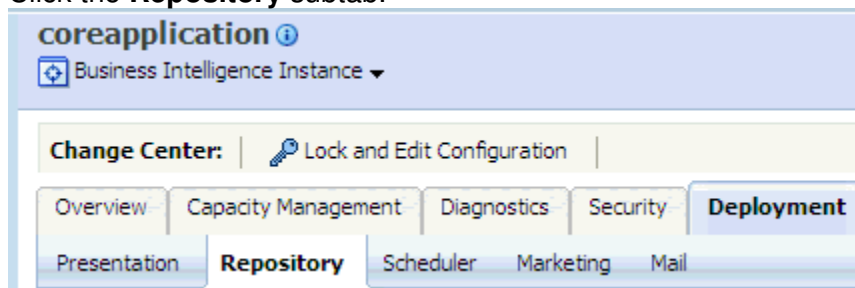 Click the Repository subtab.
coreapplication
Business Intelligence Instance
Change Center: Lock and Edit Configuration
Overview Capacity Management Diagnostics Security Deployment
Presentation Repository Scheduler Marketing Mail